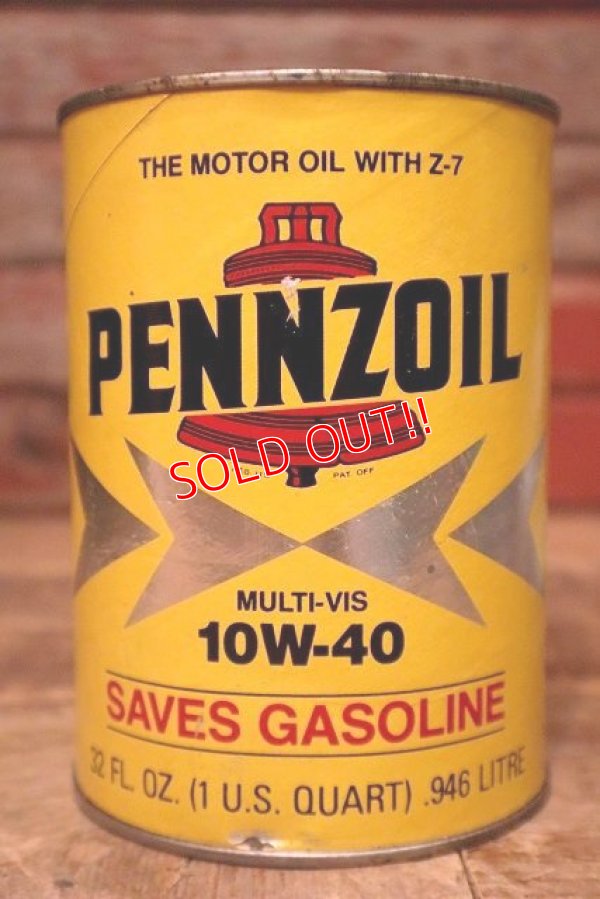 THE MOTOR OIL WITH Z-7
PENNZOIL
SOLD OUT!!
PAT OFF
MULTI-VIS
10W-40
SAVES GASOLINE
32 FL. OZ. (1 U.S. QUART) .946 LITRE